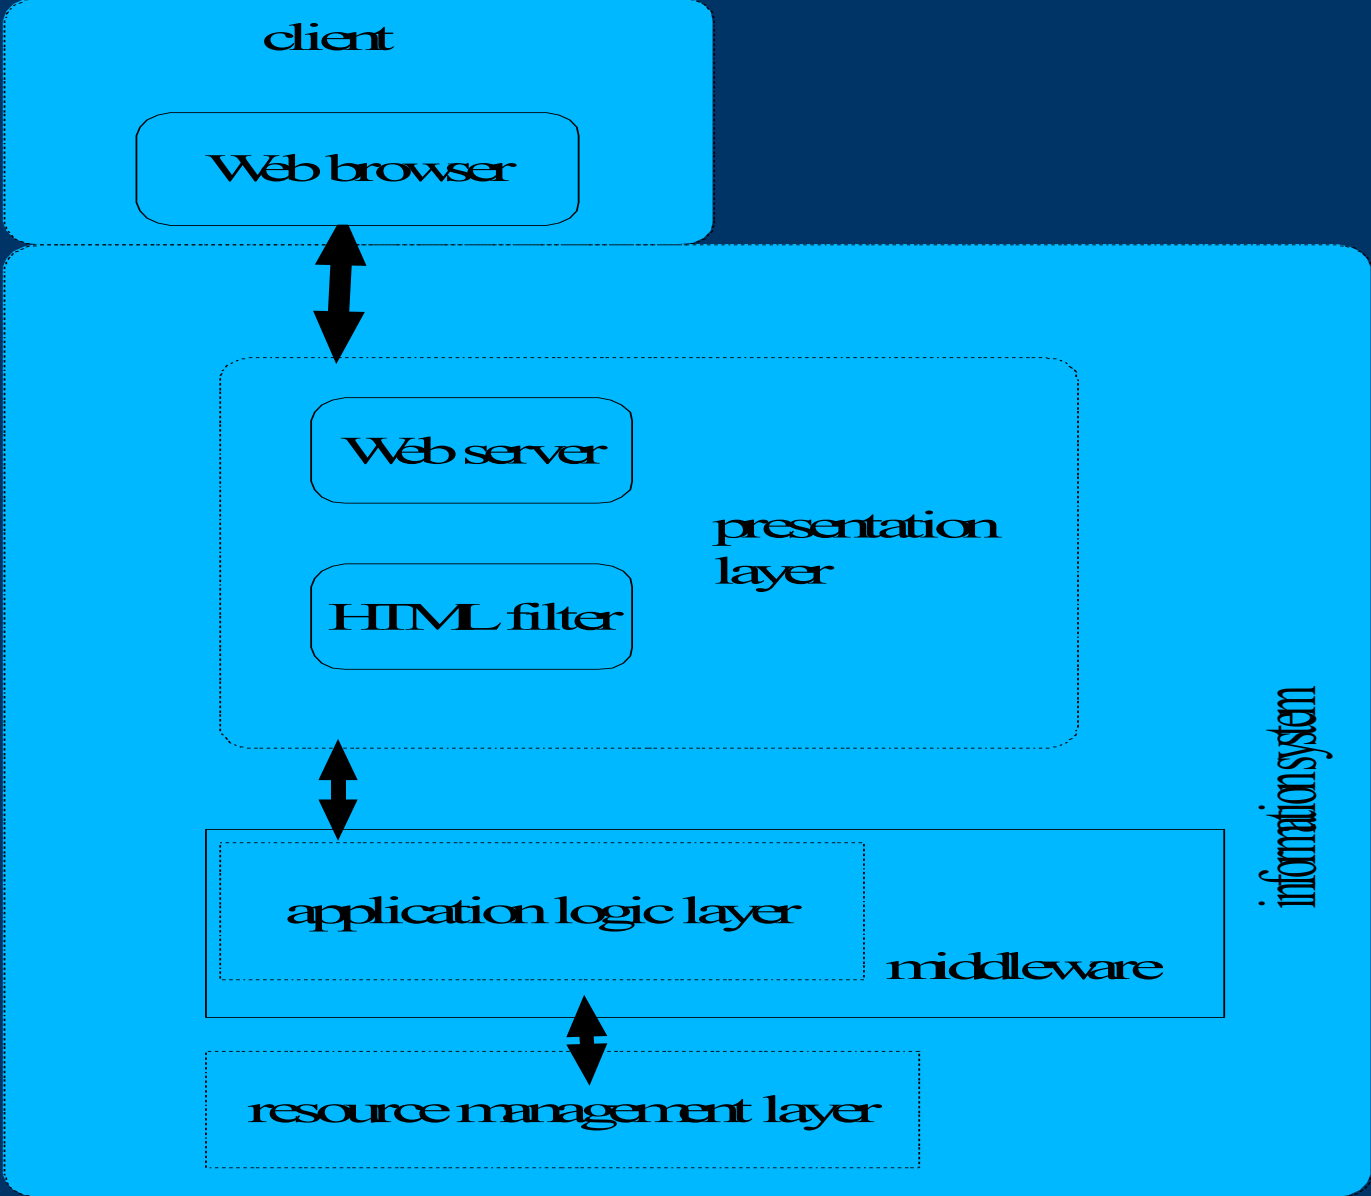 client
Web browser
Web server
presentation
layer
HTML filter
information system
application logic layer
middleware
resource management layer